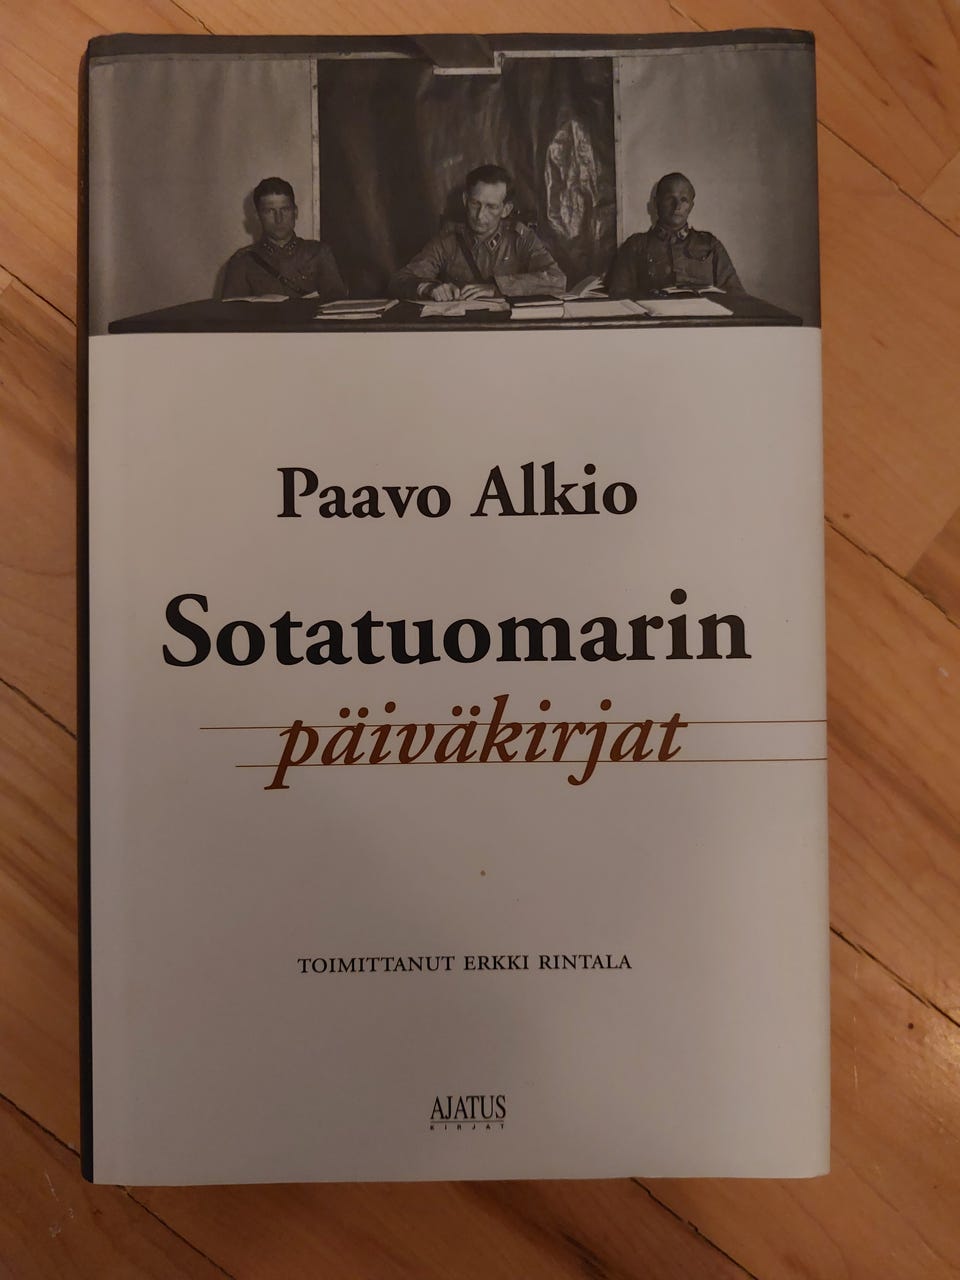 Paavo Alkio
Sotatuomarin
päiväkirjat
TOIMITTANUT ERKKI RINTALA
AJATUS
KIRJAT